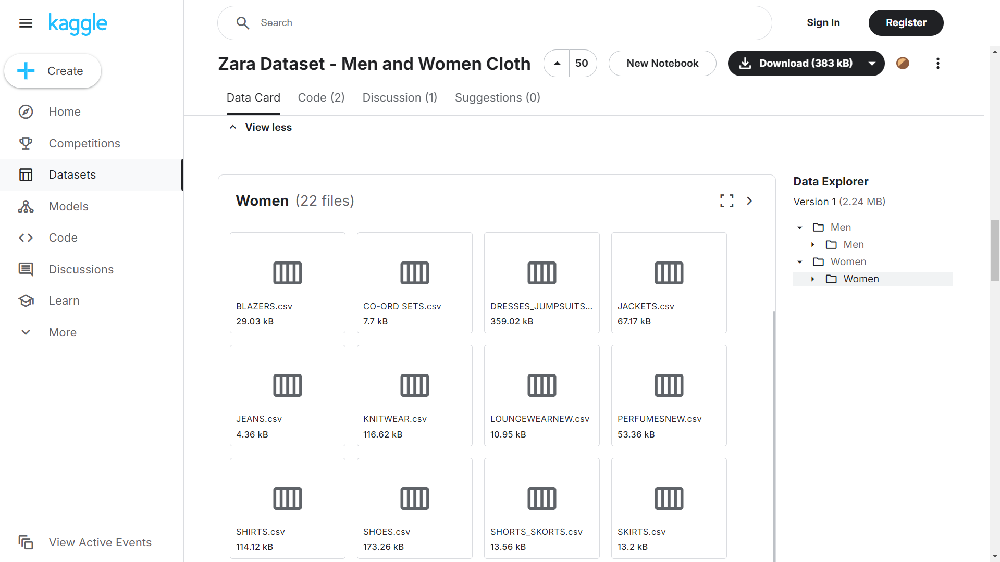 kaggle
Search
Sign In
Register
Create
Home
Competitions
Datasets
Models
Code
Discussions
Learn
More
View Active Events
Zara Dataset - Men and Women Cloth
50
New Notebook
Download (383 kB)
Data Card
Code (2)
Discussion (1)
Suggestions (0)
View less
Women (22 files)
BLAZERS.csv
29.03 kB
CO-ORD SETS.csv
7.7 kB
DRESSES_JUMPSUITS...
359.02 kB
JACKETS.csv
67.17 kB
JEANS.csv
4.36 kB
KNITWEAR.csv
116.62 kB
LOUNGEWEARNEW.csv
10.95 kB
PERFUMESNEW.csv
53.36 kB
SHIRTS.csv
114.12 kB
SHOES.csv
173.26 kB
SHORTS_SKORTS.csv
13.56 kB
SKIRTS.csv
13.2 kB
Data Explorer
Version 1 (2.24 MB)
Men
Men
Women
Women